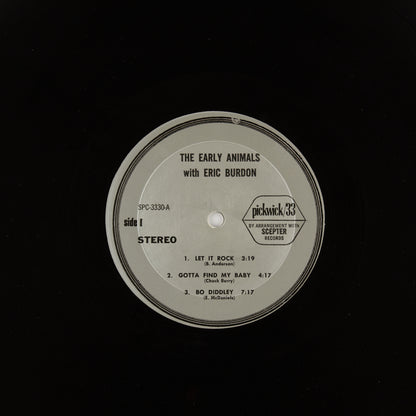 THE EARLY ANIMALS
with ERIC BURDON
SPC-3330-A
side 1
STEREO
pickwick/33
BY ARRANGEMENT WITH
SCEPTER
RECORDS
1. LET IT ROCK 3:19
(B. Anderson)
2. GOTTA FIND MY BABY 4:17
(Chuck Berry)
3. BO DIDDLEY 7:17
(E. McDaniels)